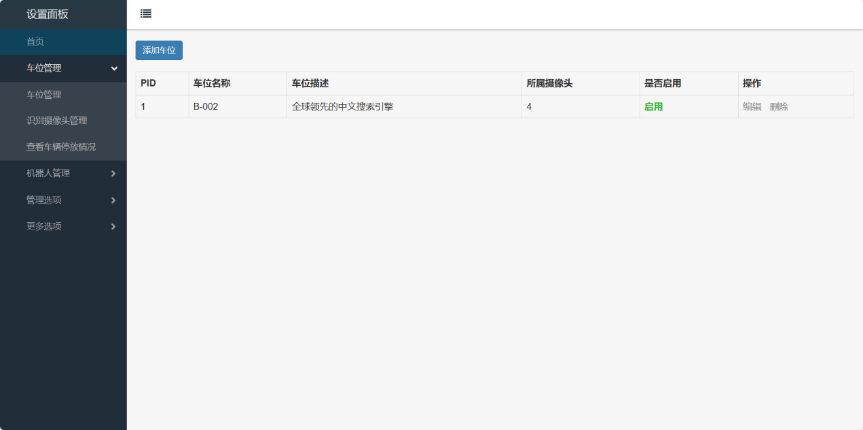 设置面板
首页
车位管理
车位管理
识别摄像头管理
查看车辆停放情况
机器人管理
管理选项
更多选项
添加车位
PID 车位名称 车位描述 所属摄像头 是否启用 操作
1 B-002 全球领先的中文搜索引擎 4 启用 编辑 删除